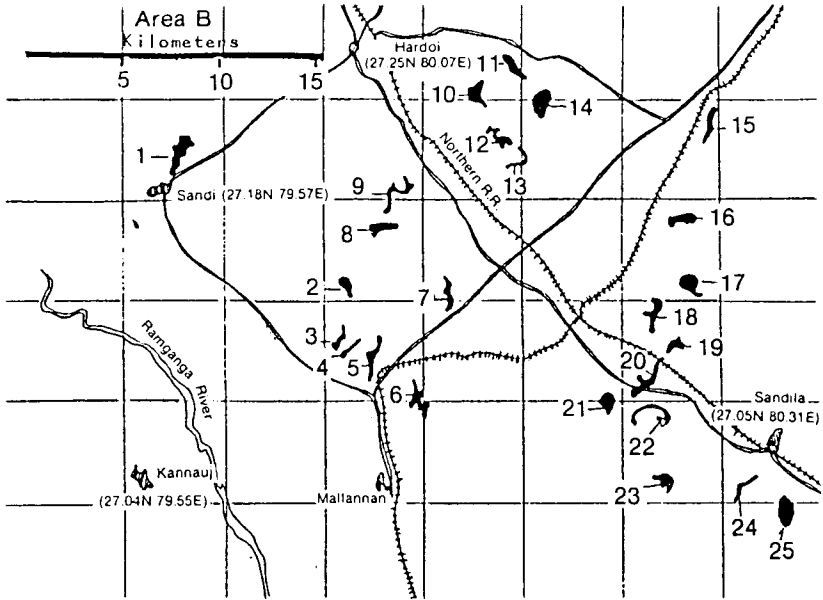 Area B
Kilometers
5 10 15
Hardoi
(27.25N 80.07E)
11
10
14
15
1
12
Northern R.R.
13
9
Sandi (27.18N 79.57E)
16
8
2
7
17
18
3
4
5
19
Ramganga River
20
6
21
Sandila
(27.05N 80.31E)
22
Kannauj
(27.04N 79.55E)
Mallannan
23
24
25